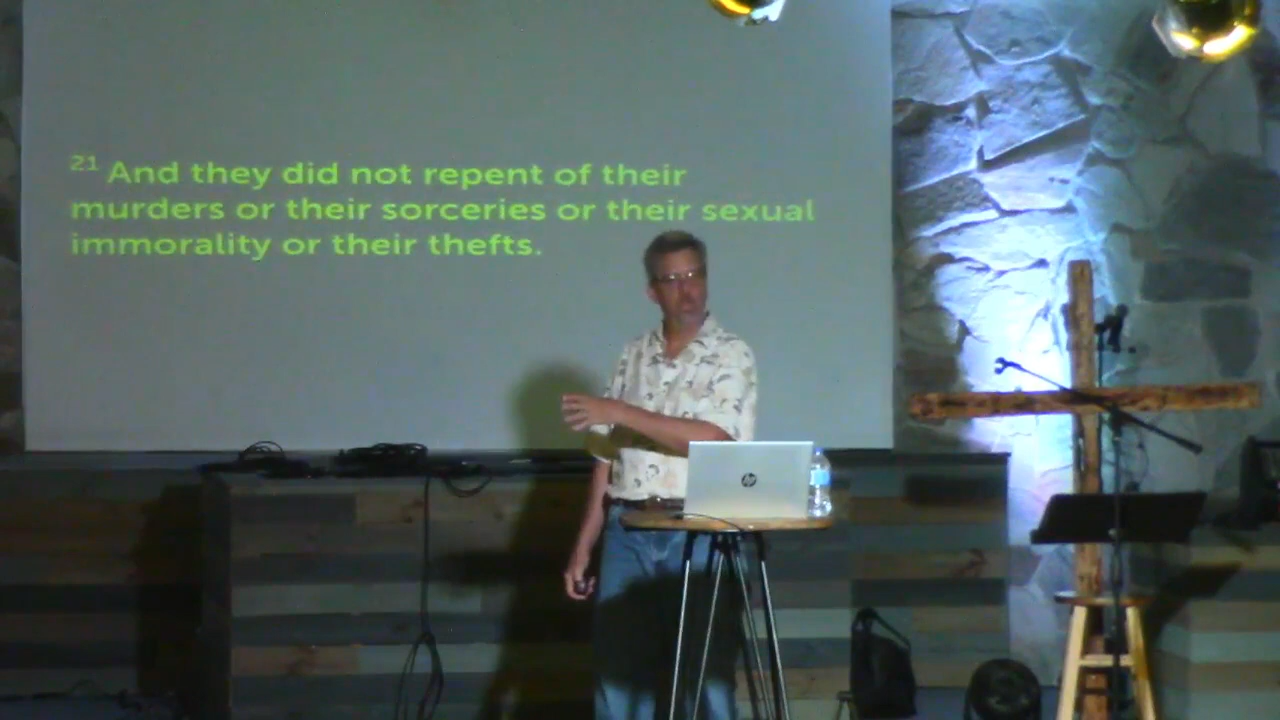 21 And they did not repent of their
murders or their sorceries or their sexual
immorality or their thefts.
hp